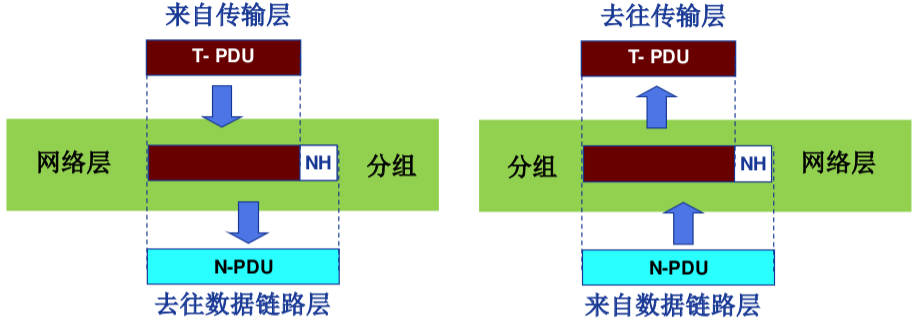 来自传输层
T- PDU
网络层
NH
分组
N-PDU
去往数据链路层
去往传输层
T- PDU
分组
NH
网络层
N-PDU
来自数据链路层